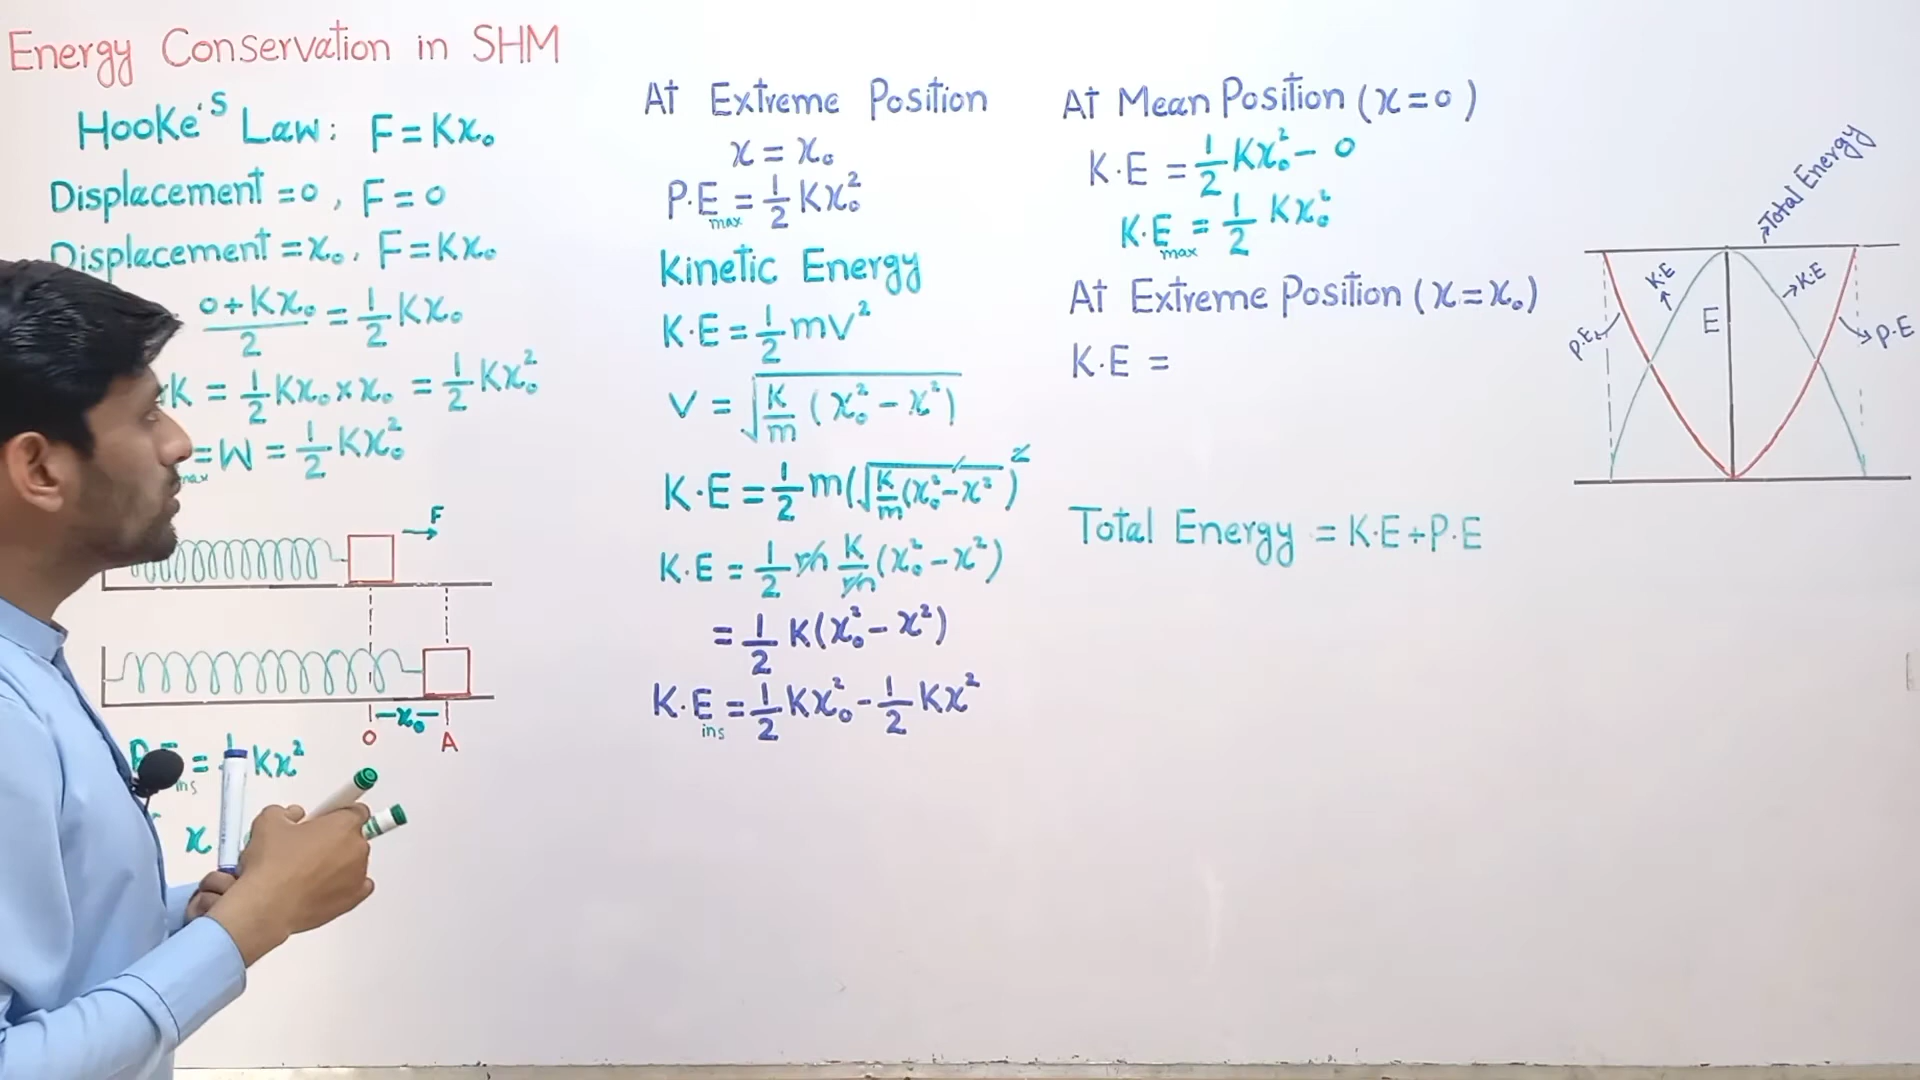 Energy Conservation in SHM
Hooke's Law: F = Kx₀
Displacement = 0, F = 0
Displacement = x₀, F = Kx₀
0 + Kx₀ / 2 = 1/2 Kx₀
K = 1/2 Kx₀ × x₀ = 1/2 Kx₀²
max = W = 1/2 Kx₀²
F
x₀
O A
ins = Kx²
x
At Extreme Position
x = x₀
P.E max = 1/2 Kx₀²
Kinetic Energy
K.E = 1/2 mv²
V = √(K/m (x₀² - x²))
K.E = 1/2 m(√(K/m (x₀² - x²)))²
K.E = 1/2 m K/m (x₀² - x²)
= 1/2 K(x₀² - x²)
K.E ins = 1/2 Kx₀² - 1/2 Kx²
At Mean Position (x = 0)
K.E = 1/2 Kx₀² - 0
K.E max = 1/2 Kx₀²
At Extreme Position (x = x₀)
K.E =
Total Energy = K.E + P.E
Total Energy
K.E
K.E
E
P.E
P.E